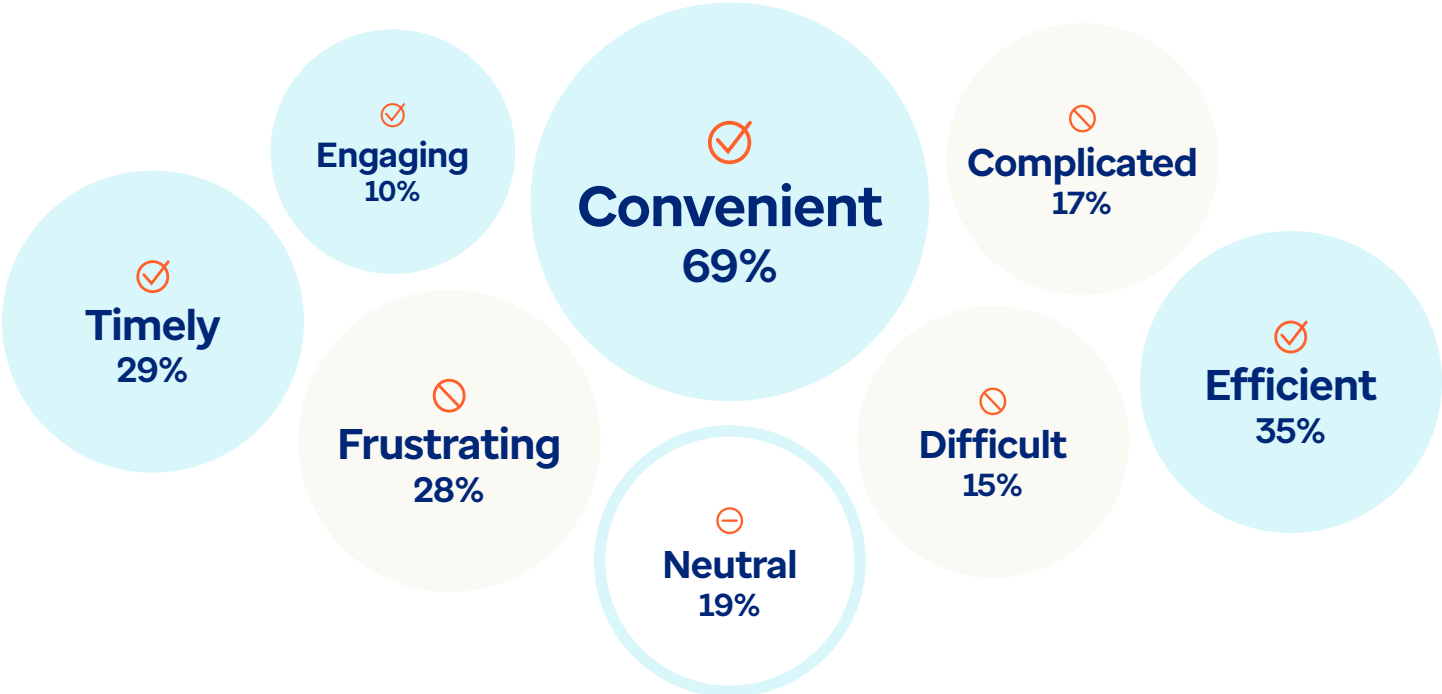 Engaging
10%
Convenient
69%
Complicated
17%
Timely
29%
Frustrating
28%
Neutral
19%
Difficult
15%
Efficient
35%